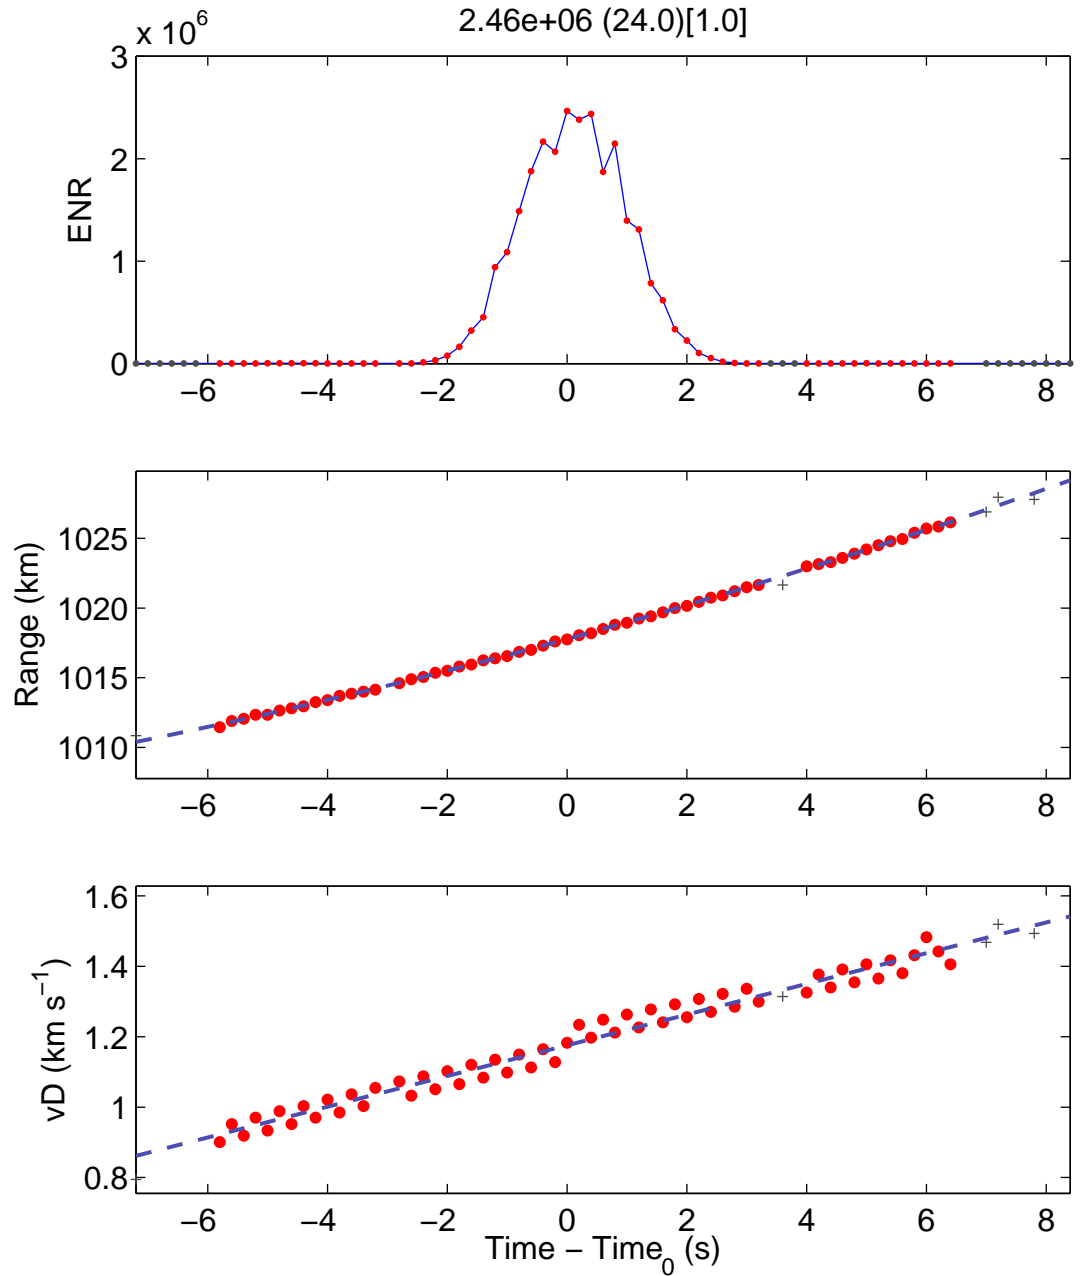 2.46e+06 (24.0)[1.0]
x 10^6
3
2
1
0
ENR
−6 −4 −2 0 2 4 6 8
1025
1020
1015
1010
Range (km)
−6 −4 −2 0 2 4 6 8
1.6
1.4
1.2
1
0.8
vD (km s^−1)
−6 −4 −2 0 2 4 6 8
Time − Time_0 (s)